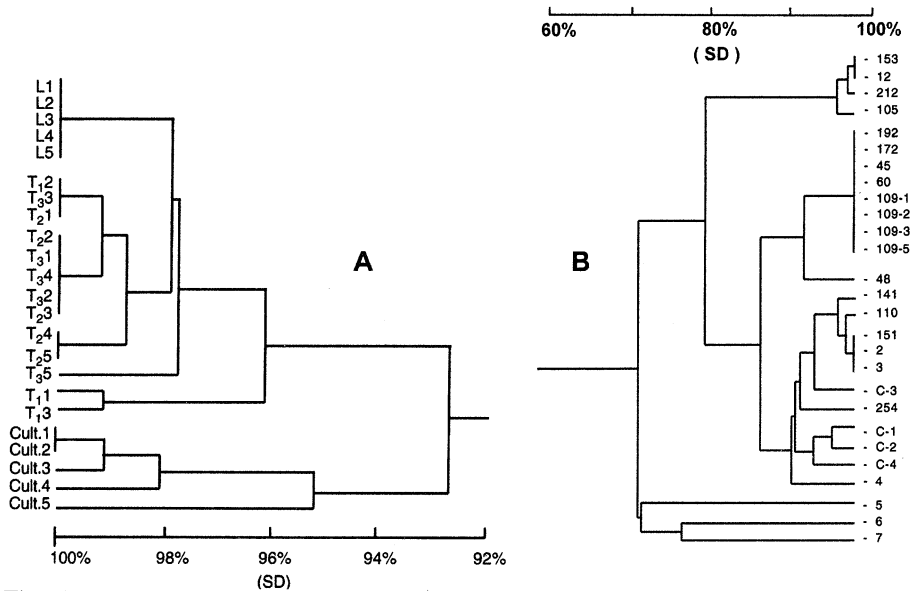 L1
L2
L3
L4
L5
T₁2
T₃3
T₂1
T₂2
T₃1
T₃4
T₃2
T₂3
T₂4
T₂5
T₃5
T₁1
T₁3
Cult.1
Cult.2
Cult.3
Cult.4
Cult.5
100% 98% 96% 94% 92%
(SD)
A
60% 80% 100%
( SD )
B
- 153
- 12
- 212
- 105
- 192
- 172
- 45
- 60
- 109-1
- 109-2
- 109-3
- 109-5
- 48
- 141
- 110
- 151
- 2
- 3
- C-3
- 254
- C-1
- C-2
- C-4
- 4
- 5
- 6
- 7